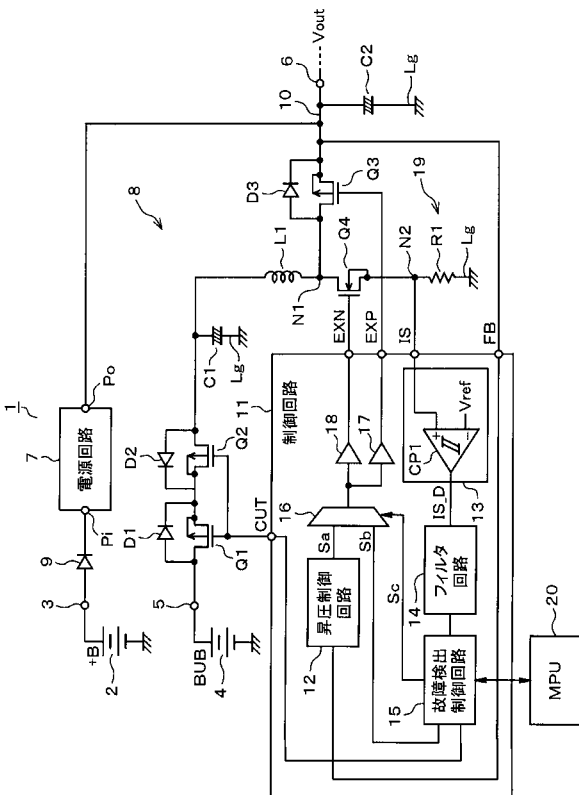 1
7
電源回路
Pi
Po
9
3
+B
2
8
5
BUB
4
D1
Q1
D2
Q2
C1
Lg
L1
N1
D3
Q3
10
6
Vout
C2
Lg
Q4
19
N2
R1
Lg
CUT
11
制御回路
EXN
EXP
IS
FB
18
17
16
Sa
Sb
Sc
昇圧制御
回路
12
CP1
+
-
Vref
13
IS_D
フィルタ
回路
14
故障検出
制御回路
15
20
MPU